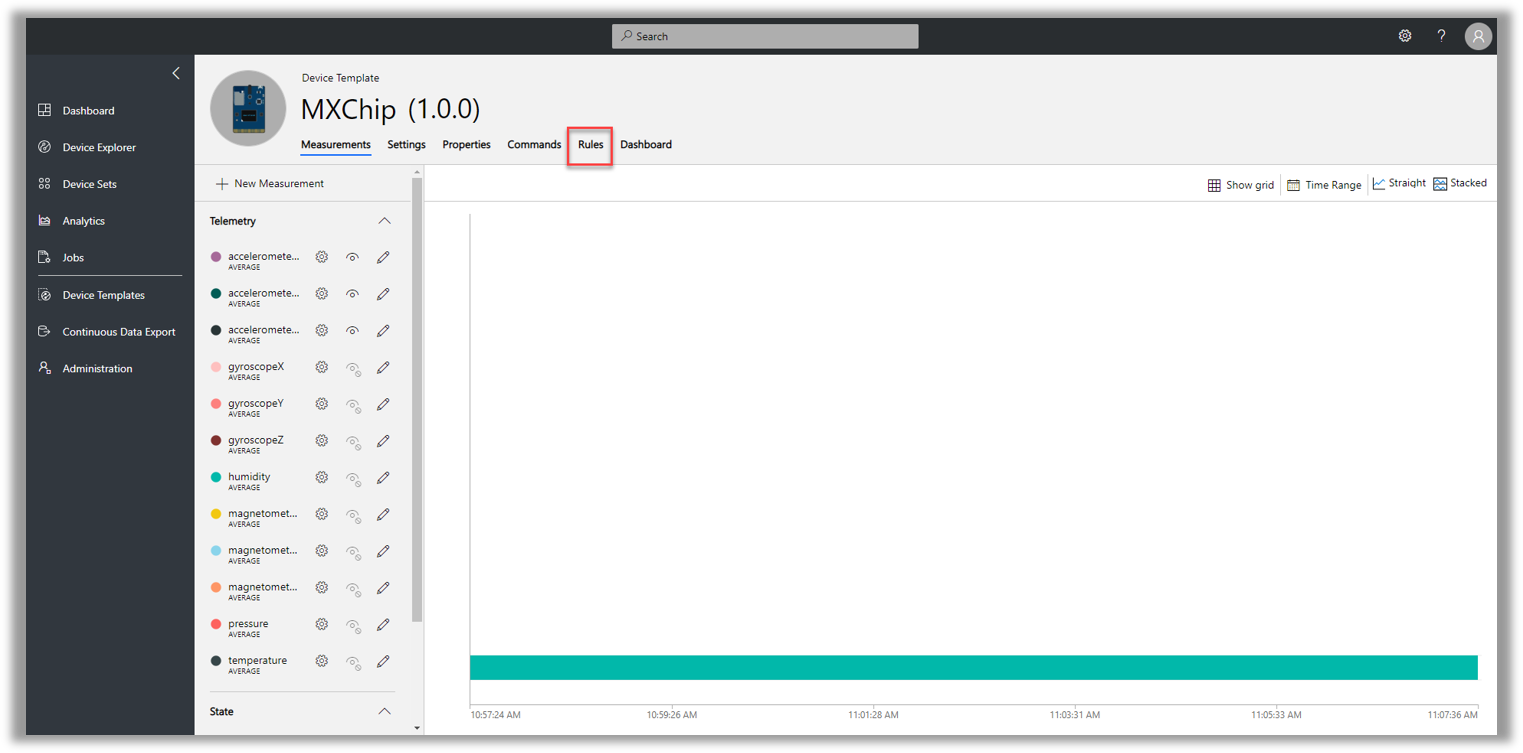 Search
?
Dashboard
Device Explorer
Device Sets
Analytics
Jobs
Device Templates
Continuous Data Export
Administration
Device Template
MXChip (1.0.0)
Measurements Settings Properties Commands Rules Dashboard
New Measurement
Show grid Time Range Straight Stacked
Telemetry
acceleromete...
AVERAGE
acceleromete...
AVERAGE
acceleromete...
AVERAGE
gyroscopeX
AVERAGE
gyroscopeY
AVERAGE
gyroscopeZ
AVERAGE
humidity
AVERAGE
magnetomet...
AVERAGE
magnetomet...
AVERAGE
magnetomet...
AVERAGE
pressure
AVERAGE
temperature
AVERAGE
State
10:57:24 AM 10:59:26 AM 11:01:28 AM 11:03:31 AM 11:05:33 AM 11:07:36 AM